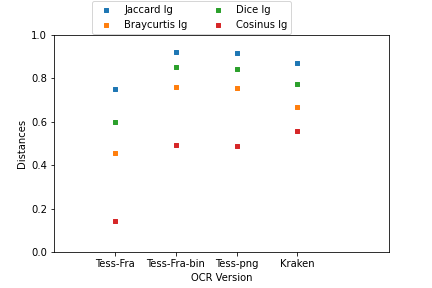 Jaccard lg Dice lg
Braycurtis lg Cosinus lg
1.0
0.8
0.6
0.4
0.2
0.0
Distances
Tess-Fra Tess-Fra-bin Tess-png Kraken
OCR Version